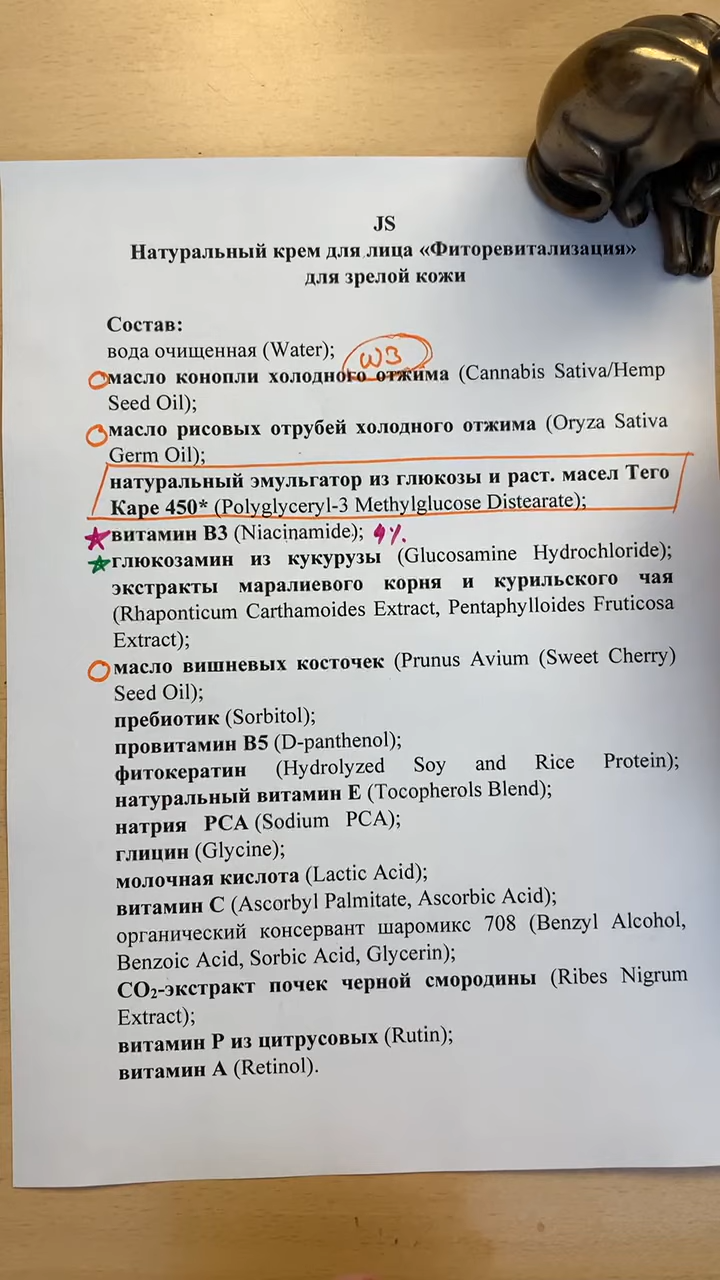 JS
Натуральный крем для лица «Фиторевитализация»
для зрелой кожи
Состав:
вода очищенная (Water);
ω3
масло конопли холодного отжима (Cannabis Sativa/Hemp
Seed Oil);
масло рисовых отрубей холодного отжима (Oryza Sativa
Germ Oil);
натуральный эмульгатор из глюкозы и раст. масел Тего
Каре 450* (Polyglyceryl-3 Methylglucose Distearate);
витамин В3 (Niacinamide); 4%.
глюкозамин из кукурузы (Glucosamine Hydrochloride);
экстракты маралиевого корня и курильского чая
(Rhaponticum Carthamoides Extract, Pentaphylloides Fruticosa
Extract);
масло вишневых косточек (Prunus Avium (Sweet Cherry)
Seed Oil);
пребиотик (Sorbitol);
провитамин В5 (D-panthenol);
фитокератин (Hydrolyzed Soy and Rice Protein);
натуральный витамин Е (Tocopherols Blend);
натрия РСА (Sodium PCA);
глицин (Glycine);
молочная кислота (Lactic Acid);
витамин С (Ascorbyl Palmitate, Ascorbic Acid);
органический консервант шаромикс 708 (Benzyl Alcohol,
Benzoic Acid, Sorbic Acid, Glycerin);
СО₂-экстракт почек черной смородины (Ribes Nigrum
Extract);
витамин Р из цитрусовых (Rutin);
витамин А (Retinol).